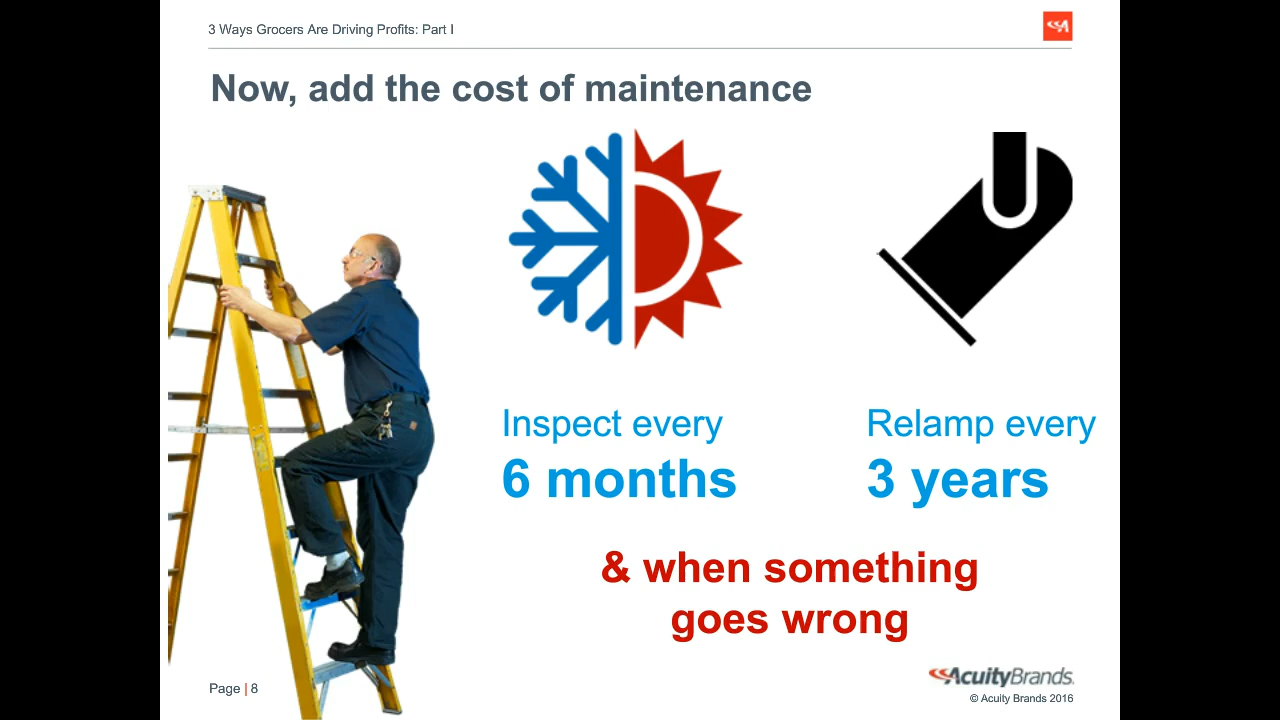 3 Ways Grocers Are Driving Profits: Part I
Now, add the cost of maintenance
Inspect every
6 months
Relamp every
3 years
& when something
goes wrong
Page | 8
AcuityBrands.
© Acuity Brands 2016